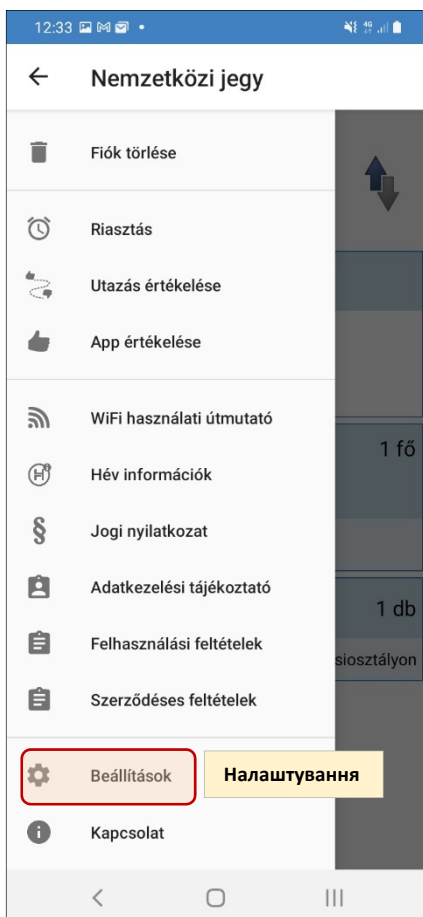 12:33
Nemzetközi jegy
Fiók törlése
Riasztás
Utazás értékelése
App értékelése
WiFi használati útmutató
1 fő
Hév információk
Jogi nyilatkozat
Adatkezelési tájékoztató
1 db
Felhasználási feltételek
siosztályon
Szerződéses feltételek
Beállítások
Налаштування
Kapcsolat